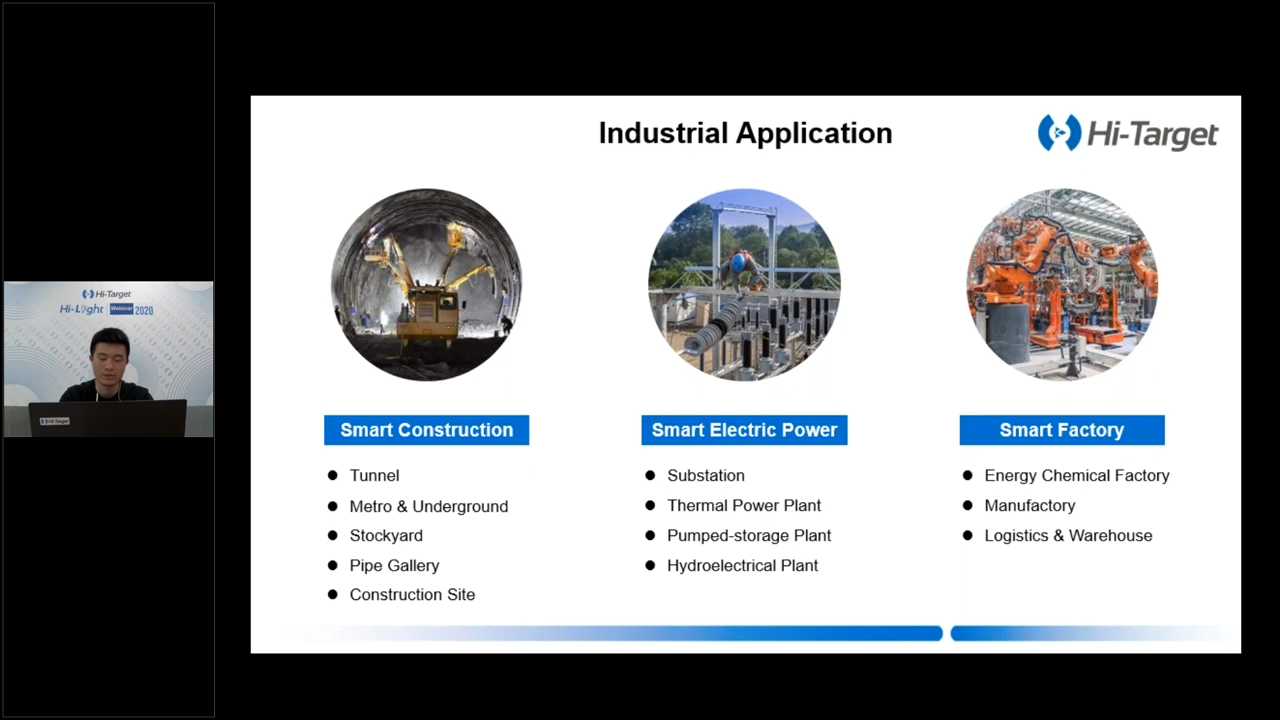 Industrial Application
Hi-Target
Smart Construction
Tunnel
Metro & Underground
Stockyard
Pipe Gallery
Construction Site
Smart Electric Power
Substation
Thermal Power Plant
Pumped-storage Plant
Hydroelectrical Plant
Smart Factory
Energy Chemical Factory
Manufactory
Logistics & Warehouse
Hi-Target
Hi-Light Webinar 2020
Hi-Target